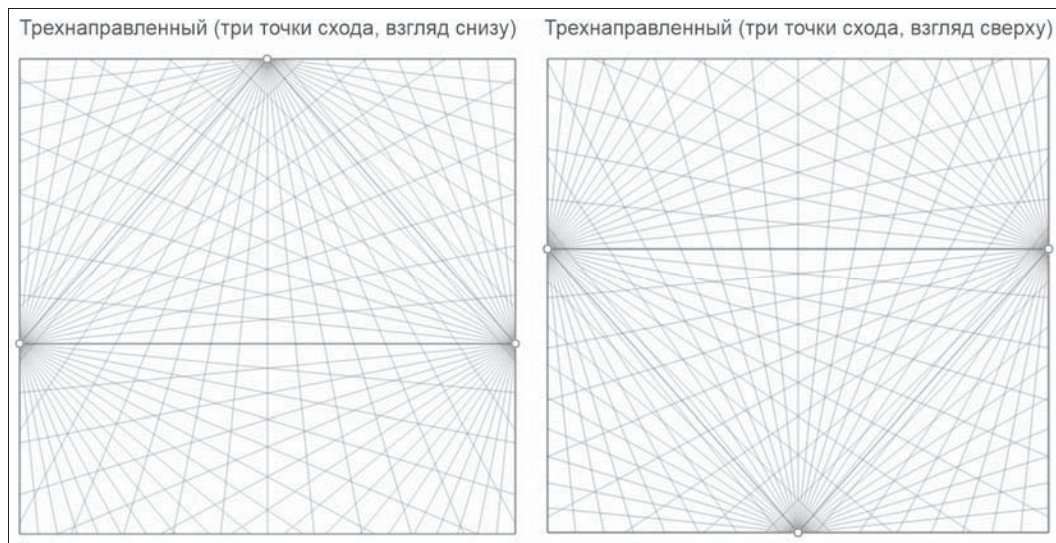 Трехнаправленный (три точки схода, взгляд снизу)
Трехнаправленный (три точки схода, взгляд сверху)